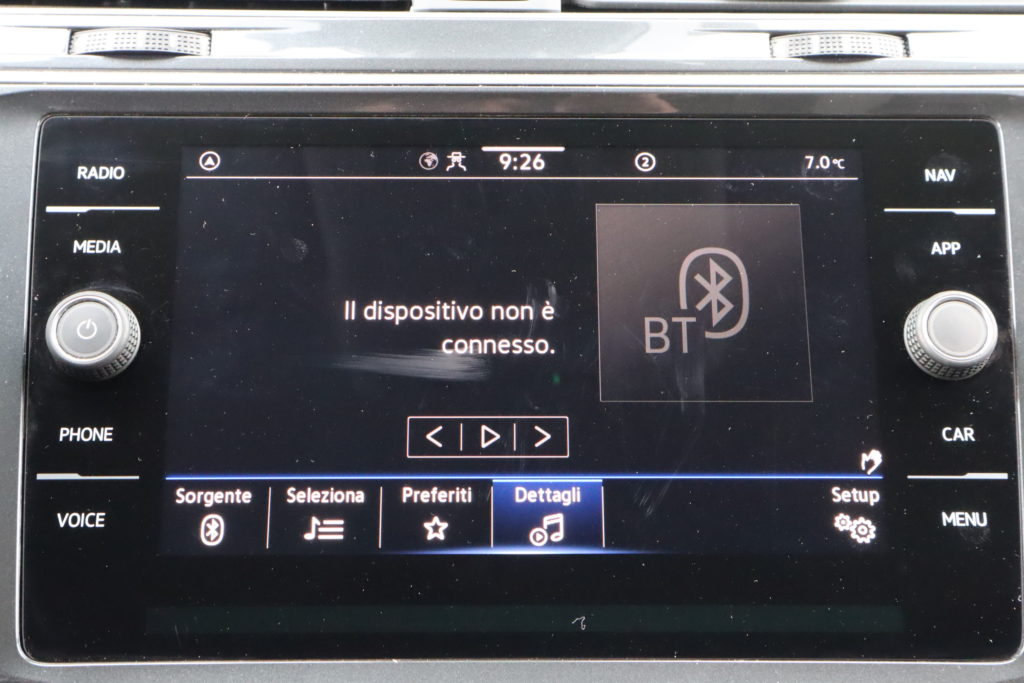 RADIO
MEDIA
PHONE
VOICE
9:26
2
7.0 °C
Il dispositivo non è
connesso.
BT
Sorgente
Seleziona
Preferiti
Dettagli
Setup
NAV
APP
CAR
MENU